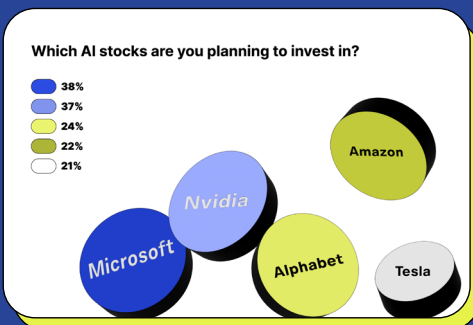 Which AI stocks are you planning to invest in?
38%
37%
24%
22%
21%
Amazon
Nvidia
Microsoft
Alphabet
Tesla